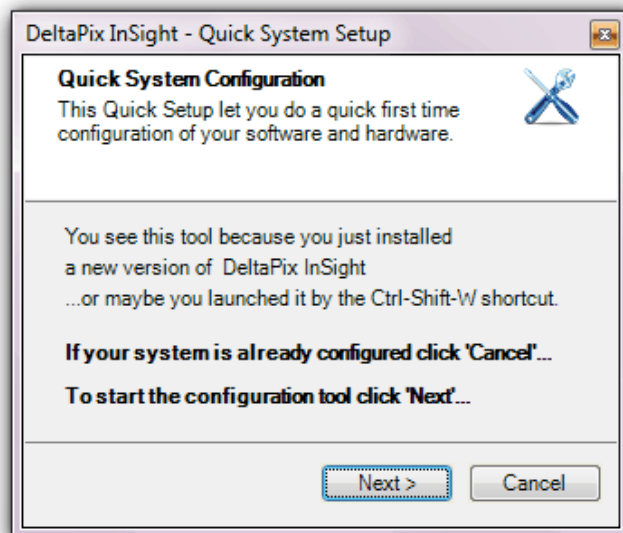 DeltaPix InSight - Quick System Setup
Quick System Configuration
This Quick Setup let you do a quick first time
configuration of your software and hardware.
You see this tool because you just installed
a new version of DeltaPix InSight
...or maybe you launched it by the Ctrl-Shift-W shortcut.
If your system is already configured click 'Cancel'...
To start the configuration tool click 'Next'...
Next > Cancel